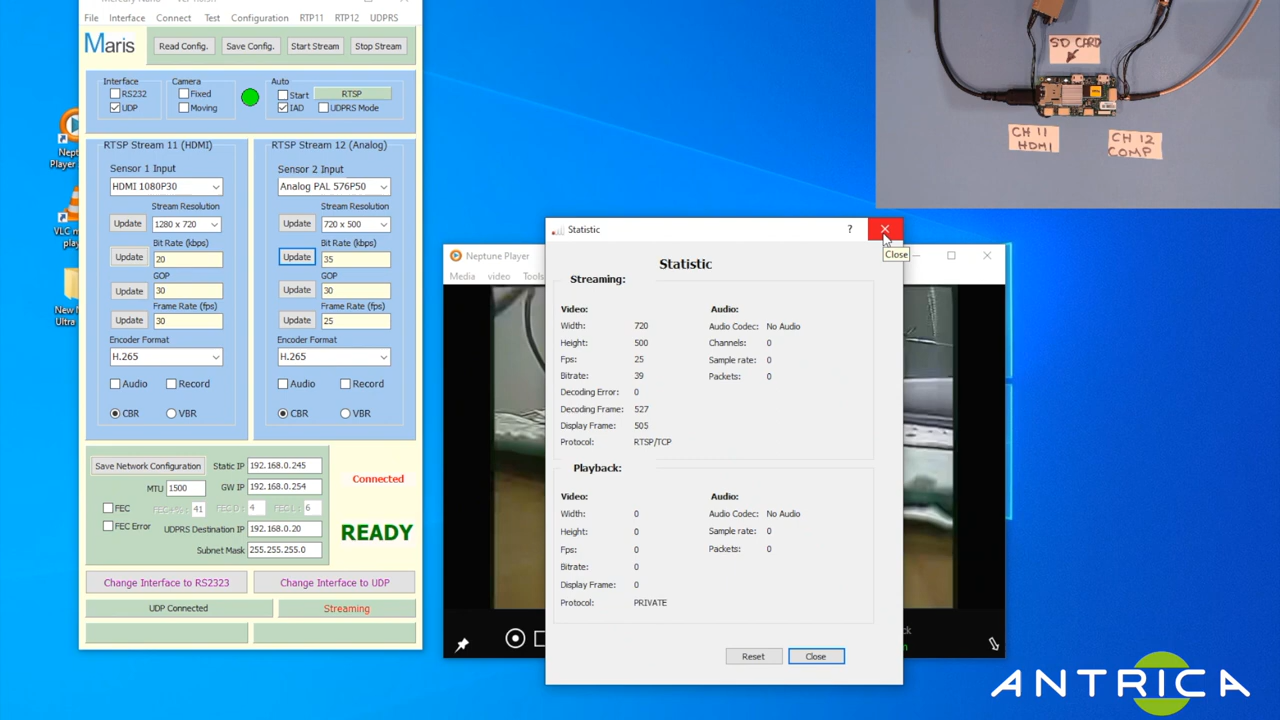 File Interface Connect Test Configuration RTP11 RTP12 UDPRS
Maris Read Config. Save Config. Start Stream Stop Stream
Interface Camera Auto
RS232 Fixed Start RTSP
UDP Moving IAD UDPRS Mode
RTSP Stream 11 (HDMI) RTSP Stream 12 (Analog)
Sensor 1 Input Sensor 2 Input
HDMI 1080P30 Analog PAL 576P50
Stream Resolution Stream Resolution
Update 1280 x 720 Update 720 x 500
Bit Rate (kbps) Bit Rate (kbps)
Update 20 Update 35
GOP GOP
Update 30 Update 30
Frame Rate (fps) Frame Rate (fps)
Update 30 Update 25
Encoder Format Encoder Format
H.265 H.265
Audio Record Audio Record
CBR VBR CBR VBR
Save Network Configuration Static IP 192.168.0.245
MTU 1500 GW IP 192.168.0.254
Connected
FEC 41 4 6
FEC Error UDPRS Destination IP 192.168.0.20
READY
Subnet Mask 255.255.255.0
Change Interface to RS2323 Change Interface to UDP
UDP Connected Streaming
Neptune Player
Media video Tools
Statistic ?
Close
Statistic
Streaming:
Video: Audio:
Width: 720 Audio Codec: No Audio
Height: 500 Channels: 0
Fps: 25 Sample rate: 0
Bitrate: 39 Packets: 0
Decoding Error: 0
Decoding Frame: 527
Display Frame: 505
Protocol: RTSP/TCP
Playback:
Video: Audio:
Width: 0 Audio Codec: No Audio
Height: 0 Sample rate: 0
Fps: 0 Packets: 0
Bitrate: 0
Display Frame: 0
Protocol: PRIVATE
Reset Close
SD CARD
CH 11
HDMI
CH 12
COMP
ANTRICA